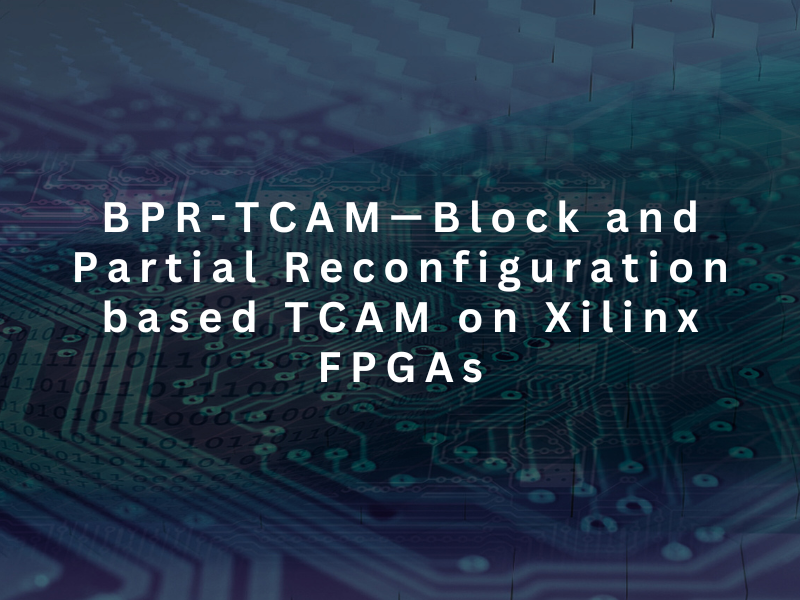 BPR-TCAM—Block and
Partial Reconfiguration
based TCAM on Xilinx
FPGAs